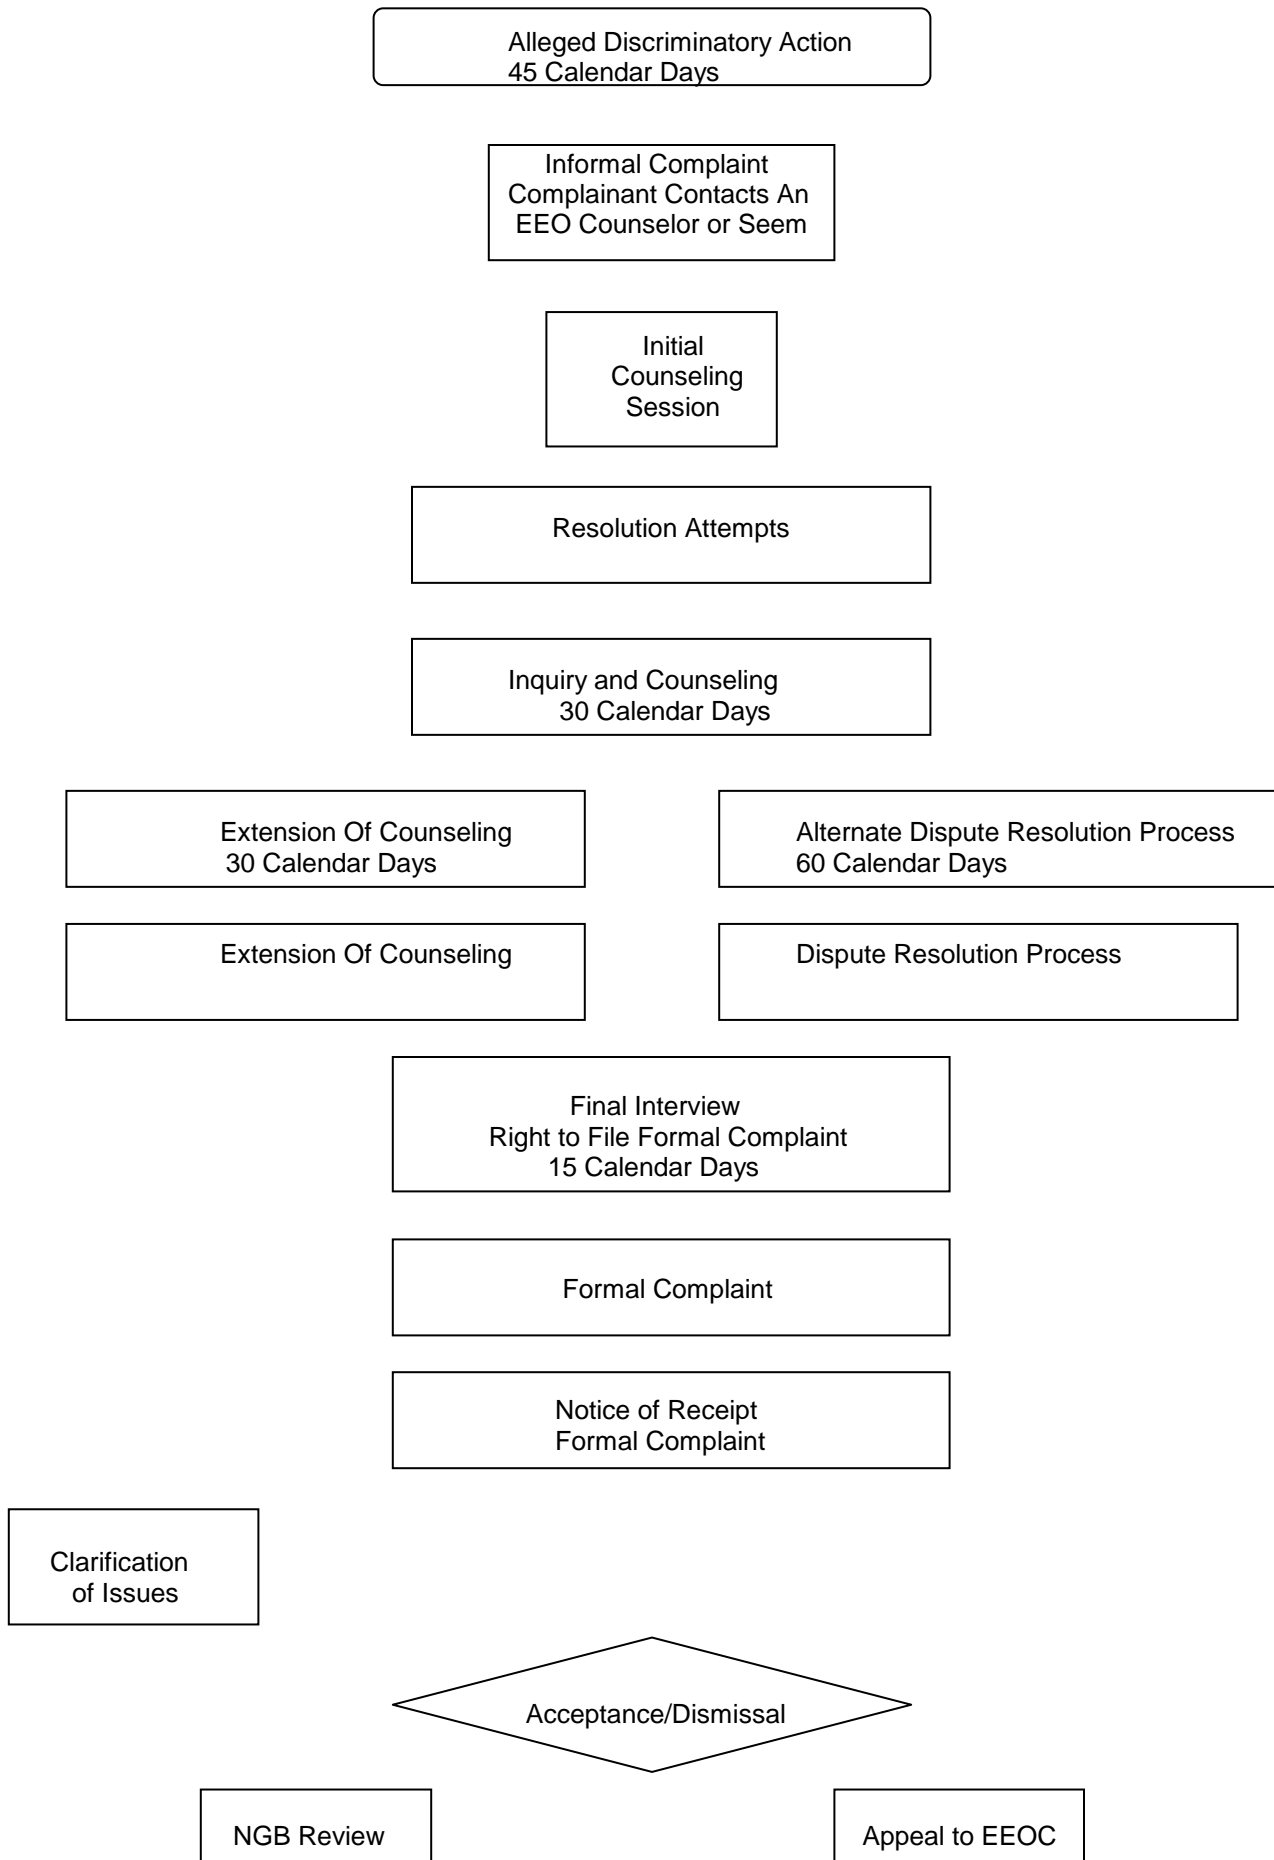 Alleged Discriminatory Action
45 Calendar Days
Informal Complaint
Complainant Contacts An
EEO Counselor or Seem
Initial
Counseling
Session
Resolution Attempts
Inquiry and Counseling
30 Calendar Days
Extension Of Counseling
30 Calendar Days
Alternate Dispute Resolution Process
60 Calendar Days
Extension Of Counseling
Dispute Resolution Process
Final Interview
Right to File Formal Complaint
15 Calendar Days
Formal Complaint
Notice of Receipt
Formal Complaint
Clarification
of Issues
Acceptance/Dismissal
NGB Review
Appeal to EEOC